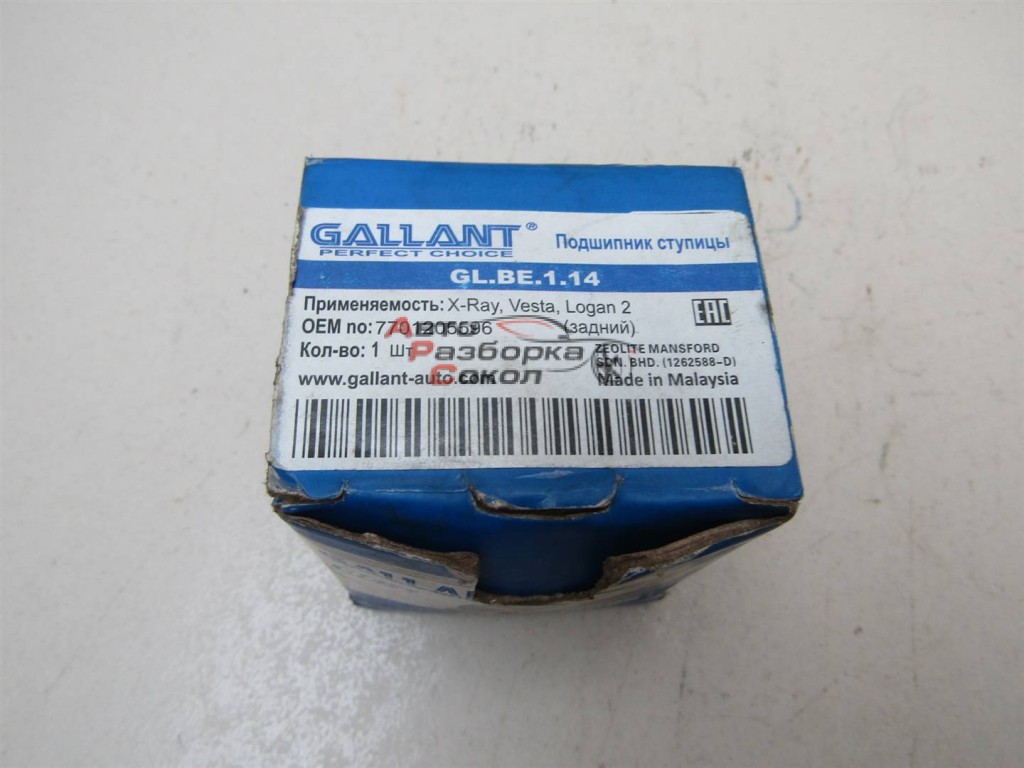 GALLANT®
PERFECT CHOICE
Подшипник ступицы
GL.BE.1.14
Применяемость: X-Ray, Vesta, Logan 2
OEM no: 7701205596 (задний)
Кол-во: 1 Шт
www.gallant-auto.com
EAC
ZEOLITE MANSFORD
SDN. BHD. (1262588-D)
Made in Malaysia
Авто
Разборка
Сокол